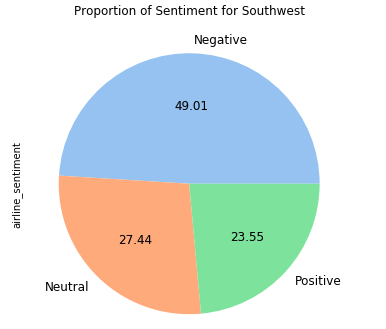 Proportion of Sentiment for Southwest
Negative
49.01
airline_sentiment
27.44
23.55
Neutral
Positive